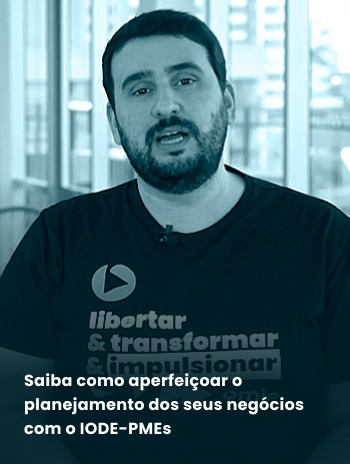 libertar
& transformar
& impulsionar
Saiba como aperfeiçoar o
planejamento dos seus negócios
com o IODE-PMEs